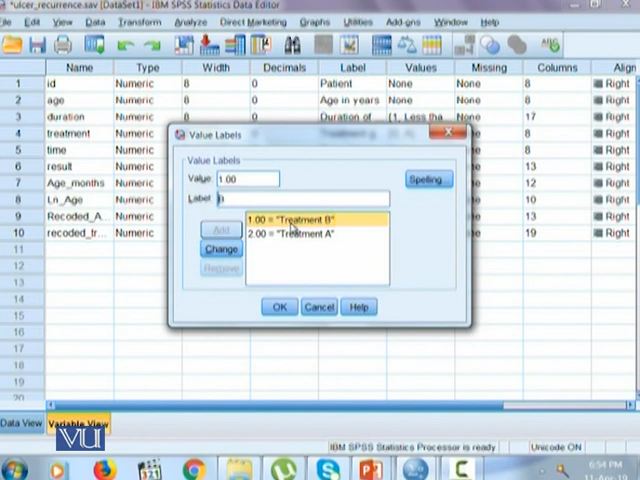 *ulcer_recurrence.sav [DataSet1] - IBM SPSS Statistics Data Editor
Edit View Data Transform Analyze Direct Marketing Graphs Utilities Add-ons Window Help
Name Type Width Decimals Label Values Missing Columns Align
1 id Numeric 8 0 Patient None None 8 Right
2 age Numeric 8 0 Age in years None None 8 Right
3 duration Numeric 8 0 Duration of {1, Less tha None 17 Right
4 treatment Numeric 8 Right
5 time Numeric 8 Right
6 result Numeric 13 Right
7 Age_months Numeric 12 Right
8 Ln_Age Numeric 10 Right
9 Recoded_A... Numeric 13 Right
10 recoded_tr... Numeric 19 Right
11
12
13
14
15
16
17
18
19
20
Value Labels
Value Labels
Value: 1.00
Spelling...
Label:
1.00 = "Treatment B"
2.00 = "Treatment A"
Add
Change
Remove
OK Cancel Help
Data View Variable View
VU
IBM SPSS Statistics Processor is ready Unicode ON
321
6:54 PM
11-Apr-19